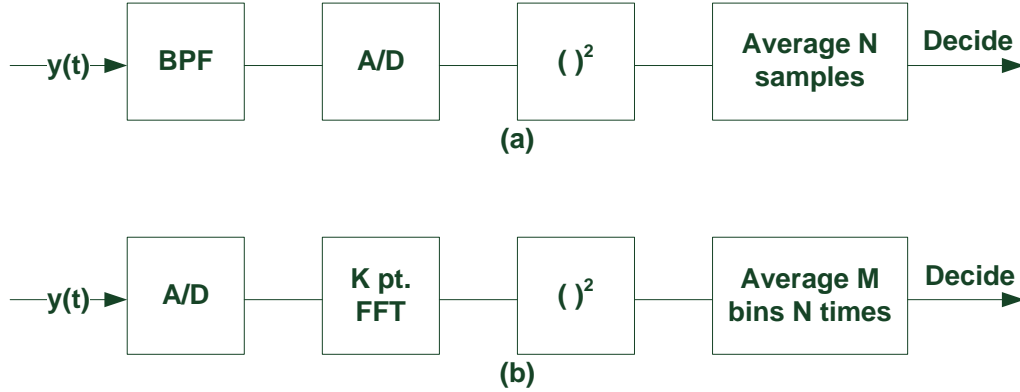 y(t)
BPF
A/D
( )²
Average N
samples
Decide
(a)
y(t)
A/D
K pt.
FFT
( )²
Average M
bins N times
Decide
(b)